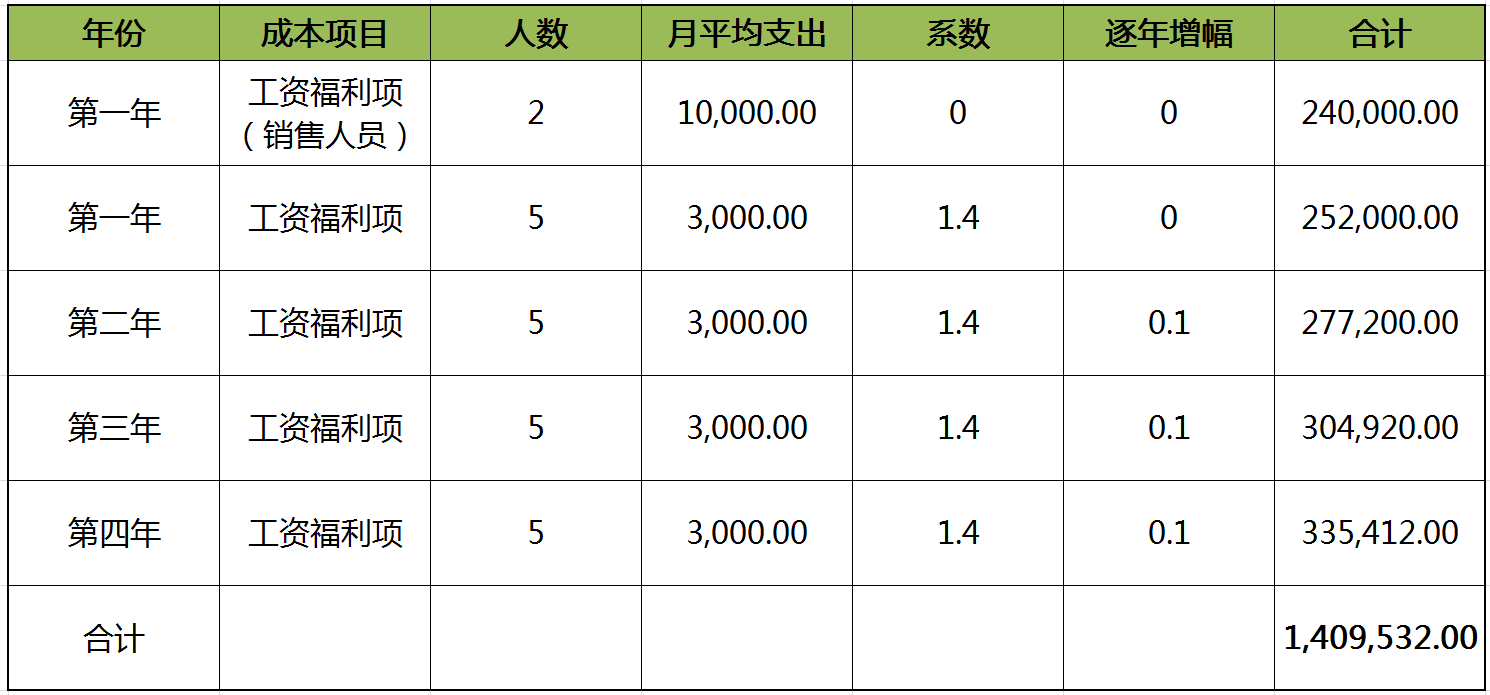 年份 成本项目 人数 月平均支出 系数 逐年增幅 合计
第一年 工资福利项 2 10,000.00 0 0 240,000.00
（销售人员）
第一年 工资福利项 5 3,000.00 1.4 0 252,000.00
第二年 工资福利项 5 3,000.00 1.4 0.1 277,200.00
第三年 工资福利项 5 3,000.00 1.4 0.1 304,920.00
第四年 工资福利项 5 3,000.00 1.4 0.1 335,412.00
合计 1,409,532.00